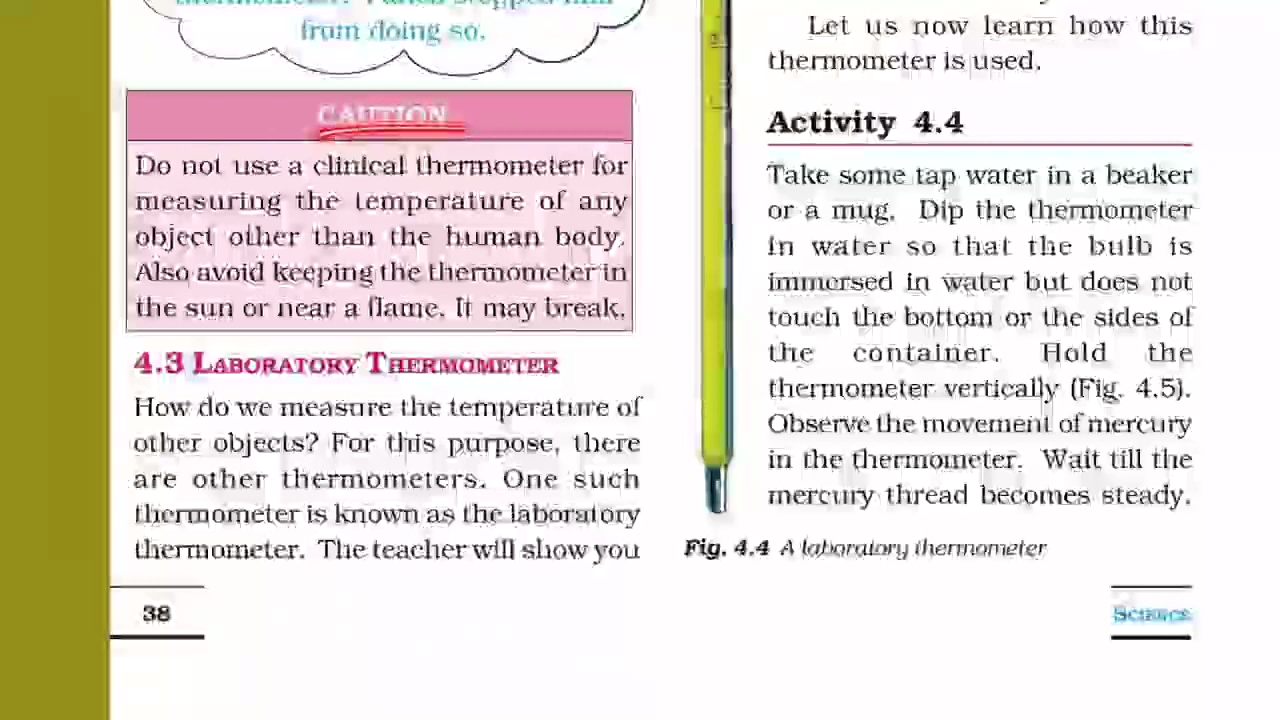 from doing so.
CAUTION
Do not use a clinical thermometer for
measuring the temperature of any
object other than the human body.
Also avoid keeping the thermometer in
the sun or near a flame. It may break.
4.3 LABORATORY THERMOMETER
How do we measure the temperature of
other objects? For this purpose, there
are other thermometers. One such
thermometer is known as the laboratory
thermometer. The teacher will show you
38
Let us now learn how this
thermometer is used.
Activity 4.4
Take some tap water in a beaker
or a mug. Dip the thermometer
in water so that the bulb is
immersed in water but does not
touch the bottom or the sides of
the container. Hold the
thermometer vertically (Fig. 4.5).
Observe the movement of mercury
in the thermometer. Wait till the
mercury thread becomes steady.
Fig. 4.4 A laboratory thermometer
SCIENCE